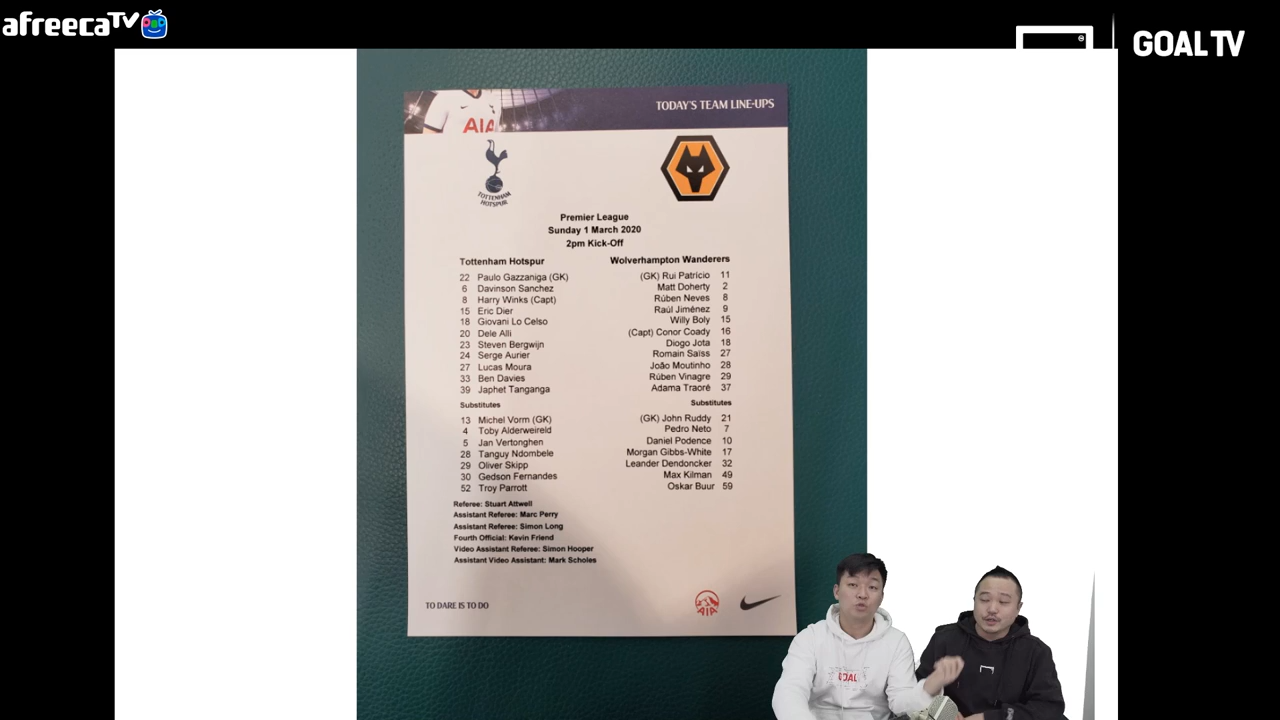 afreecaTV
GOAL TV
TODAY'S TEAM LINE-UPS
AIA
TOTTENHAM
HOTSPUR
Premier League
Sunday 1 March 2020
2pm Kick-Off
Tottenham Hotspur
22 Paulo Gazzaniga (GK)
6 Davinson Sanchez
8 Harry Winks (Capt)
15 Eric Dier
18 Giovani Lo Celso
20 Dele Alli
23 Steven Bergwijn
24 Serge Aurier
27 Lucas Moura
33 Ben Davies
39 Japhet Tanganga
Substitutes
13 Michel Vorm (GK)
4 Toby Alderweireld
5 Jan Vertonghen
28 Tanguy Ndombele
29 Oliver Skipp
30 Gedson Fernandes
52 Troy Parrott
Wolverhampton Wanderers
(GK) Rui Patrício 11
Matt Doherty 2
Rúben Neves 8
Raúl Jiménez 9
Willy Boly 15
(Capt) Conor Coady 16
Diogo Jota 18
Romain Saïss 27
João Moutinho 28
Rúben Vinagre 29
Adama Traoré 37
Substitutes
(GK) John Ruddy 21
Pedro Neto 7
Daniel Podence 10
Morgan Gibbs-White 17
Leander Dendoncker 32
Max Kilman 49
Oskar Buur 59
Referee: Stuart Attwell
Assistant Referee: Marc Perry
Assistant Referee: Simon Long
Fourth Official: Kevin Friend
Video Assistant Referee: Simon Hooper
Assistant Video Assistant: Mark Scholes
TO DARE IS TO DO
AIA
GOAL